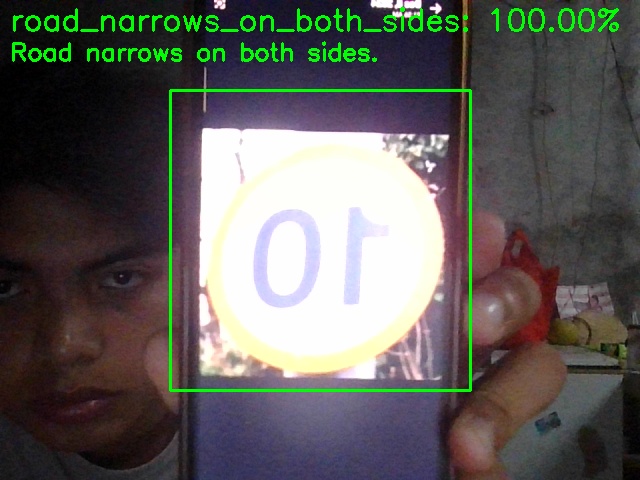 road_narrows_on_both_sides: 100.00%
Road narrows on both sides.
10